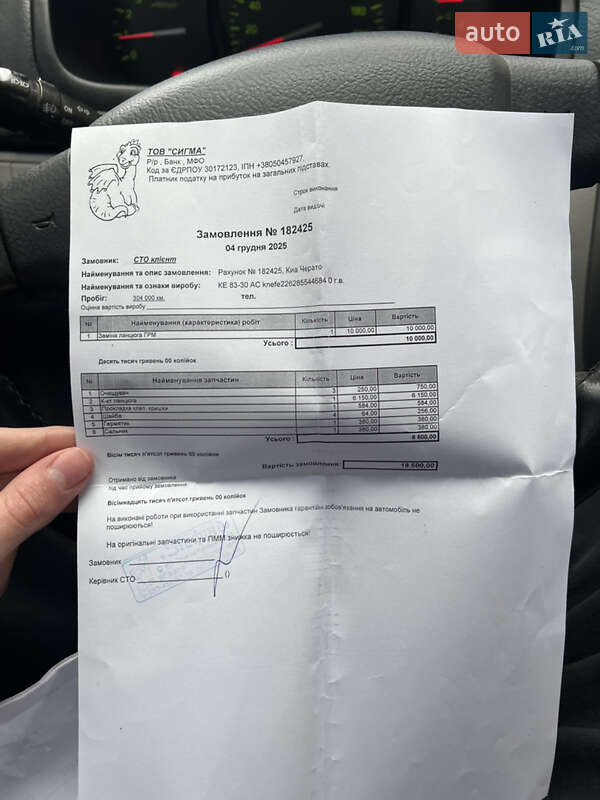 auto RIA.com
ТОВ "СИГМА"
Р/р , Банк , МФО
Код за ЄДРПОУ 30172123, ІПН +38050457927,
Платник податку на прибуток на загальних підставах,
Строк виконання
Дата видачі
Замовлення № 182425
04 грудня 2025
Замовник: СТО клієнт
Найменування та опис замовлення: Рахунок № 182425, Киа Черато
Найменування та ознаки виробу: КЕ 83-30 АС knefe226285544684 0 г.в.
Пробіг: 304 000 км. тел.
Оцінна вартість виробу
№ Найменування (характеристика) робіт Кількість Ціна Вартість
1 Заміна ланцюга ГРМ 1 10 000,00 10 000,00
Усього : 10 000,00
Десять тисяч гривень 00 копійок
№ Найманування запчастин Кількість Ціна Вартість
1 Очищувач 3 250,00 750,00
2 К-кт ланцюга 1 6 150,00 6 150,00
3 Прокладка клап. кришки 1 584,00 584,00
4 Шайба 4 64,00 256,00
5 Герметик 1 380,00 380,00
6 Сальник 1 380,00 380,00
Усього : 8 500,00
Вісім тисяч п'ятсот гривень 00 копійок
Вартість замовлення: 18 500,00
Отримано від замовника
під час прийому замовлення
Вісімнадцять тисяч п'ятсот гривень 00 копійок
На виконані роботи при використанні запчастин Замовника гарантійні зобов'язання на автомобіль не
поширюються!
На оригінальні запчастини та ПММ знижка не поширюється!
Замовник
Керівник СТО ()